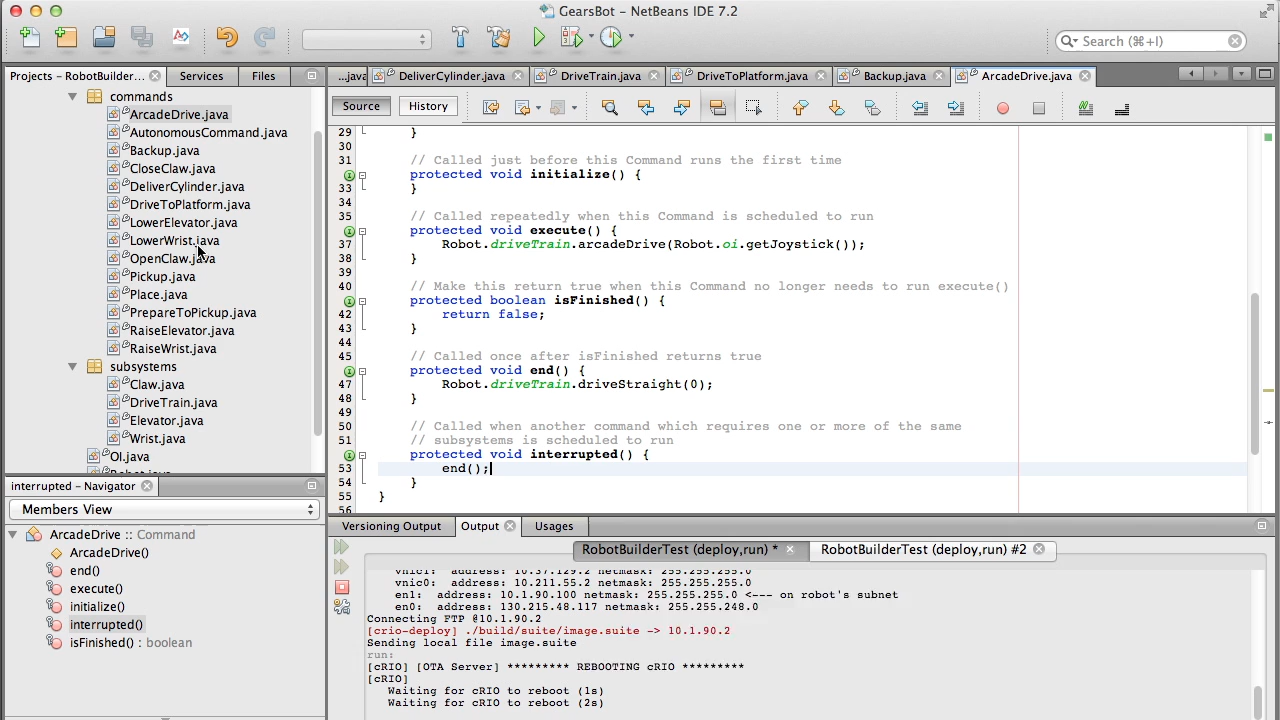 GearsBot – NetBeans IDE 7.2
Search (⌘+I)
Projects – RobotBuilder...
Services
Files
...java
DeliverCylinder.java
DriveTrain.java
DriveToPlatform.java
Backup.java
ArcadeDrive.java
Source
History
commands
ArcadeDrive.java
AutonomousCommand.java
Backup.java
CloseClaw.java
DeliverCylinder.java
DriveToPlatform.java
LowerElevator.java
LowerWrist.java
OpenClaw.java
Pickup.java
Place.java
PrepareToPickup.java
RaiseElevator.java
RaiseWrist.java
subsystems
Claw.java
DriveTrain.java
Elevator.java
Wrist.java
OI.java
29 }
30
31 // Called just before this Command runs the first time
protected void initialize() {
33 }
34
35 // Called repeatedly when this Command is scheduled to run
protected void execute() {
37 Robot.driveTrain.arcadeDrive(Robot.oi.getJoystick());
38 }
39
40 // Make this return true when this Command no longer needs to run execute()
protected boolean isFinished() {
42 return false;
43 }
44
45 // Called once after isFinished returns true
protected void end() {
47 Robot.driveTrain.driveStraight(0);
48 }
49
50 // Called when another command which requires one or more of the same
51 // subsystems is scheduled to run
protected void interrupted() {
53 end();
54 }
55 }
56
interrupted – Navigator
Members View
ArcadeDrive :: Command
ArcadeDrive()
end()
execute()
initialize()
interrupted()
isFinished() : boolean
Versioning Output
Output
Usages
RobotBuilderTest (deploy,run) *
RobotBuilderTest (deploy,run) #2
vnic1: address: 10.37.129.2 netmask: 255.255.255.0
vnic0: address: 10.211.55.2 netmask: 255.255.255.0
en1: address: 10.1.90.100 netmask: 255.255.255.0 <--- on robot's subnet
en0: address: 130.215.48.117 netmask: 255.255.248.0
Connecting FTP @10.1.90.2
[crio-deploy] ./build/suite/image.suite -> 10.1.90.2
Sending local file image.suite
run:
[cRIO] [OTA Server] ********* REBOOTING cRIO *********
[cRIO]
Waiting for cRIO to reboot (1s)
Waiting for cRIO to reboot (2s)